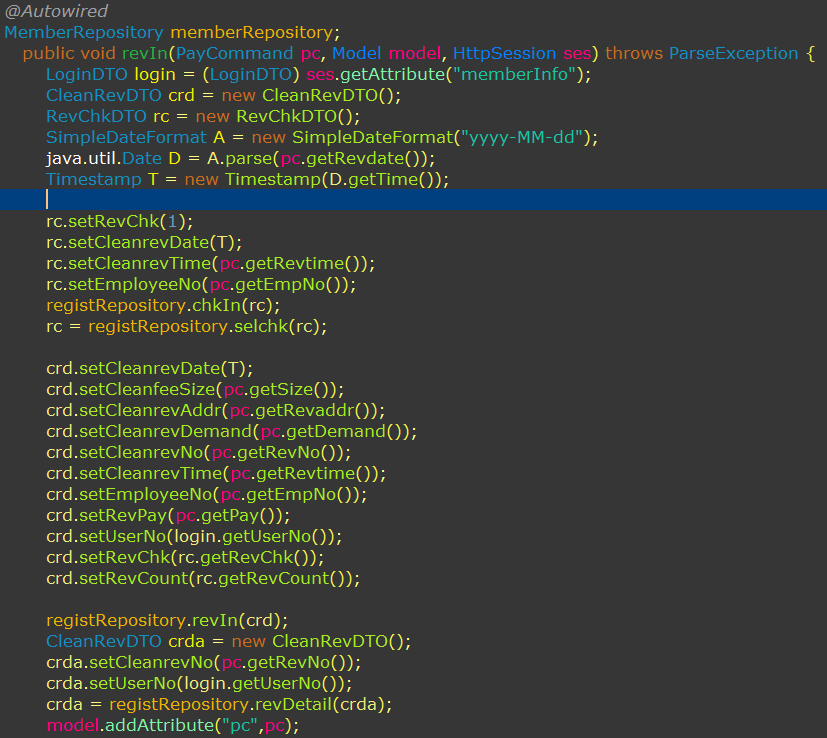 @Autowired
MemberRepository memberRepository;
public void revIn(PayCommand pc, Model model, HttpSession ses) throws ParseException {
LoginDTO login = (LoginDTO) ses.getAttribute("memberInfo");
CleanRevDTO crd = new CleanRevDTO();
RevChkDTO rc = new RevChkDTO();
SimpleDateFormat A = new SimpleDateFormat("yyyy-MM-dd");
java.util.Date D = A.parse(pc.getRevdate());
Timestamp T = new Timestamp(D.getTime());
rc.setRevChk(1);
rc.setCleanrevDate(T);
rc.setCleanrevTime(pc.getRevtime());
rc.setEmployeeNo(pc.getEmpNo());
registRepository.chkIn(rc);
rc = registRepository.selchk(rc);
crd.setCleanrevDate(T);
crd.setCleanfeeSize(pc.getSize());
crd.setCleanrevAddr(pc.getRevaddr());
crd.setCleanrevDemand(pc.getDemand());
crd.setCleanrevNo(pc.getRevNo());
crd.setCleanrevTime(pc.getRevtime());
crd.setEmployeeNo(pc.getEmpNo());
crd.setRevPay(pc.getPay());
crd.setUserNo(login.getUserNo());
crd.setRevChk(rc.getRevChk());
crd.setRevCount(rc.getRevCount());
registRepository.revIn(crd);
CleanRevDTO crda = new CleanRevDTO();
crda.setCleanrevNo(pc.getRevNo());
crda.setUserNo(login.getUserNo());
crda = registRepository.revDetail(crda);
model.addAttribute("pc",pc);